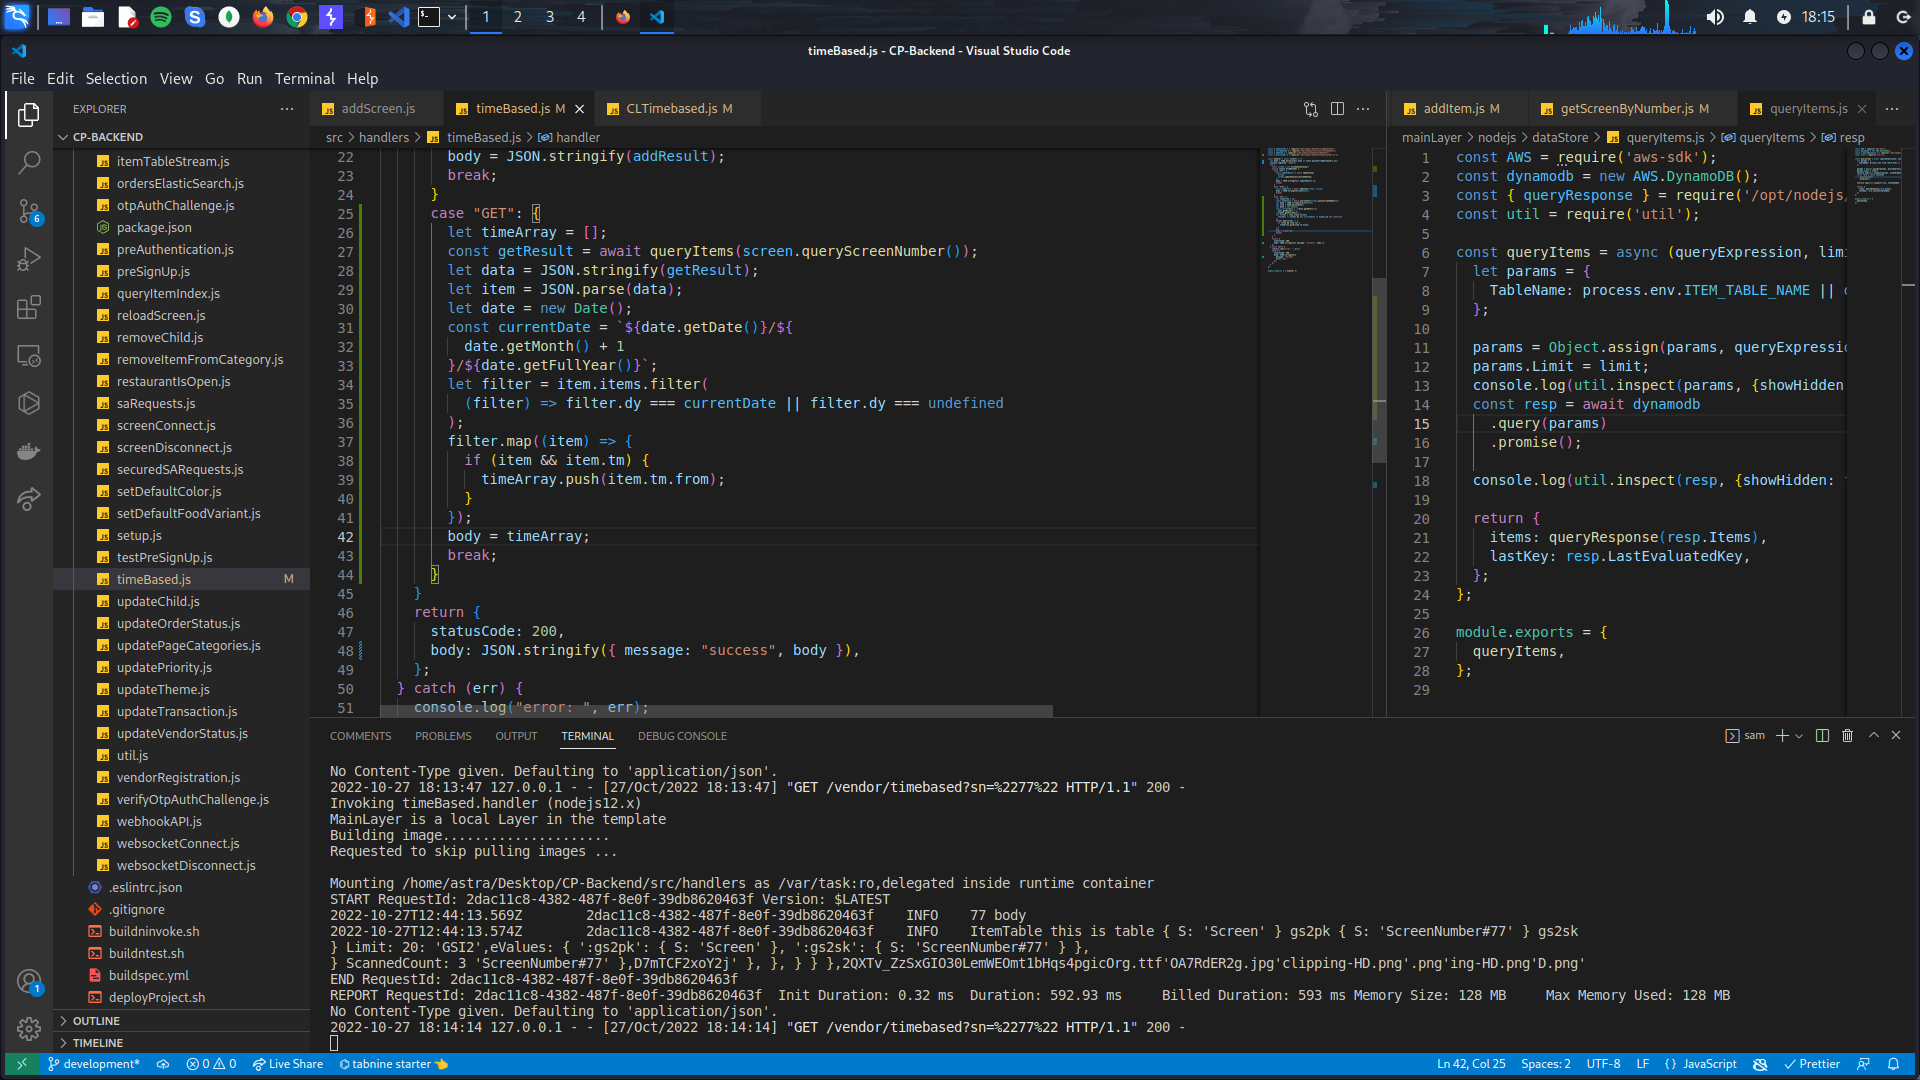 1 2 3 4
18:15
timeBased.js - CP-Backend - Visual Studio Code
File Edit Selection View Go Run Terminal Help
EXPLORER
CP-BACKEND
itemTableStream.js
ordersElasticSearch.js
otpAuthChallenge.js
package.json
preAuthentication.js
preSignUp.js
queryItemIndex.js
reloadScreen.js
removeChild.js
removeItemFromCategory.js
restaurantIsOpen.js
saRequests.js
screenConnect.js
screenDisconnect.js
securedSARequests.js
setDefaultColor.js
setDefaultFoodVariant.js
setup.js
testPreSignUp.js
timeBased.js M
updateChild.js
updateOrderStatus.js
updatePageCategories.js
updatePriority.js
updateTheme.js
updateTransaction.js
updateVendorStatus.js
util.js
vendorRegistration.js
verifyOtpAuthChallenge.js
webhookAPI.js
websocketConnect.js
websocketDisconnect.js
.eslintrc.json
.gitignore
buildninvoke.sh
buildntest.sh
buildspec.yml
deployProject.sh
OUTLINE
TIMELINE
6
1
addScreen.js timeBased.js M CLTimebased.js M
src > handlers > timeBased.js > handler
22 body = JSON.stringify(addResult);
23 break;
24 }
25 case "GET": {
26 let timeArray = [];
27 const getResult = await queryItems(screen.queryScreenNumber());
28 let data = JSON.stringify(getResult);
29 let item = JSON.parse(data);
30 let date = new Date();
31 const currentDate = `${date.getDate()}/${
32 date.getMonth() + 1
33 }/${date.getFullYear()}`;
34 let filter = item.items.filter(
35 (filter) => filter.dy === currentDate || filter.dy === undefined
36 );
37 filter.map((item) => {
38 if (item && item.tm) {
39 timeArray.push(item.tm.from);
40 }
41 });
42 body = timeArray;
43 break;
44 }
45 }
46 return {
47 statusCode: 200,
48 body: JSON.stringify({ message: "success", body }),
49 };
50 } catch (err) {
51 console.log("error: ", err);
addItem.js M getScreenByNumber.js M queryItems.js
mainLayer > nodejs > dataStore > queryItems.js > queryItems > resp
1 const AWS = require('aws-sdk');
2 const dynamodb = new AWS.DynamoDB();
3 const { queryResponse } = require('/opt/nodejs/
4 const util = require('util');
5
6 const queryItems = async (queryExpression, limi
7 let params = {
8 TableName: process.env.ITEM_TABLE_NAME ||
9 };
10
11 params = Object.assign(params, queryExpressio
12 params.Limit = limit;
13 console.log(util.inspect(params, {showHidden
14 const resp = await dynamodb
15 .query(params)
16 .promise();
17
18 console.log(util.inspect(resp, {showHidden:
19
20 return {
21 items: queryResponse(resp.Items),
22 lastKey: resp.LastEvaluatedKey,
23 };
24 };
25
26 module.exports = {
27 queryItems,
28 };
29
COMMENTS PROBLEMS OUTPUT TERMINAL DEBUG CONSOLE
sam
No Content-Type given. Defaulting to 'application/json'.
2022-10-27 18:13:47 127.0.0.1 - - [27/Oct/2022 18:13:47] "GET /vendor/timebased?sn=%2277%22 HTTP/1.1" 200 -
Invoking timeBased.handler (nodejs12.x)
MainLayer is a local Layer in the template
Building image.....................
Requested to skip pulling images ...
Mounting /home/astra/Desktop/CP-Backend/src/handlers as /var/task:ro,delegated inside runtime container
START RequestId: 2dac11c8-4382-487f-8e0f-39db8620463f Version: $LATEST
2022-10-27T12:44:13.569Z 2dac11c8-4382-487f-8e0f-39db8620463f INFO 77 body
2022-10-27T12:44:13.574Z 2dac11c8-4382-487f-8e0f-39db8620463f INFO ItemTable this is table { S: 'Screen' } gs2pk { S: 'ScreenNumber#77' } gs2sk
} Limit: 20: 'GSI2',eValues: { ':gs2pk': { S: 'Screen' }, ':gs2sk': { S: 'ScreenNumber#77' } },
} ScannedCount: 3 'ScreenNumber#77' },D7mTCF2xoY2j' }, }, } } },2QXTv_ZzSxGIO30LemWEOmt1bHqs4pgicOrg.ttf'OA7RdER2g.jpg'clipping-HD.png'.png'ing-HD.png'D.png'
END RequestId: 2dac11c8-4382-487f-8e0f-39db8620463f
REPORT RequestId: 2dac11c8-4382-487f-8e0f-39db8620463f Init Duration: 0.32 ms Duration: 592.93 ms Billed Duration: 593 ms Memory Size: 128 MB Max Memory Used: 128 MB
No Content-Type given. Defaulting to 'application/json'.
2022-10-27 18:14:14 127.0.0.1 - - [27/Oct/2022 18:14:14] "GET /vendor/timebased?sn=%2277%22 HTTP/1.1" 200 -
development* 0 0 Live Share tabnine starter Ln 42, Col 25 Spaces: 2 UTF-8 LF {} JavaScript Prettier